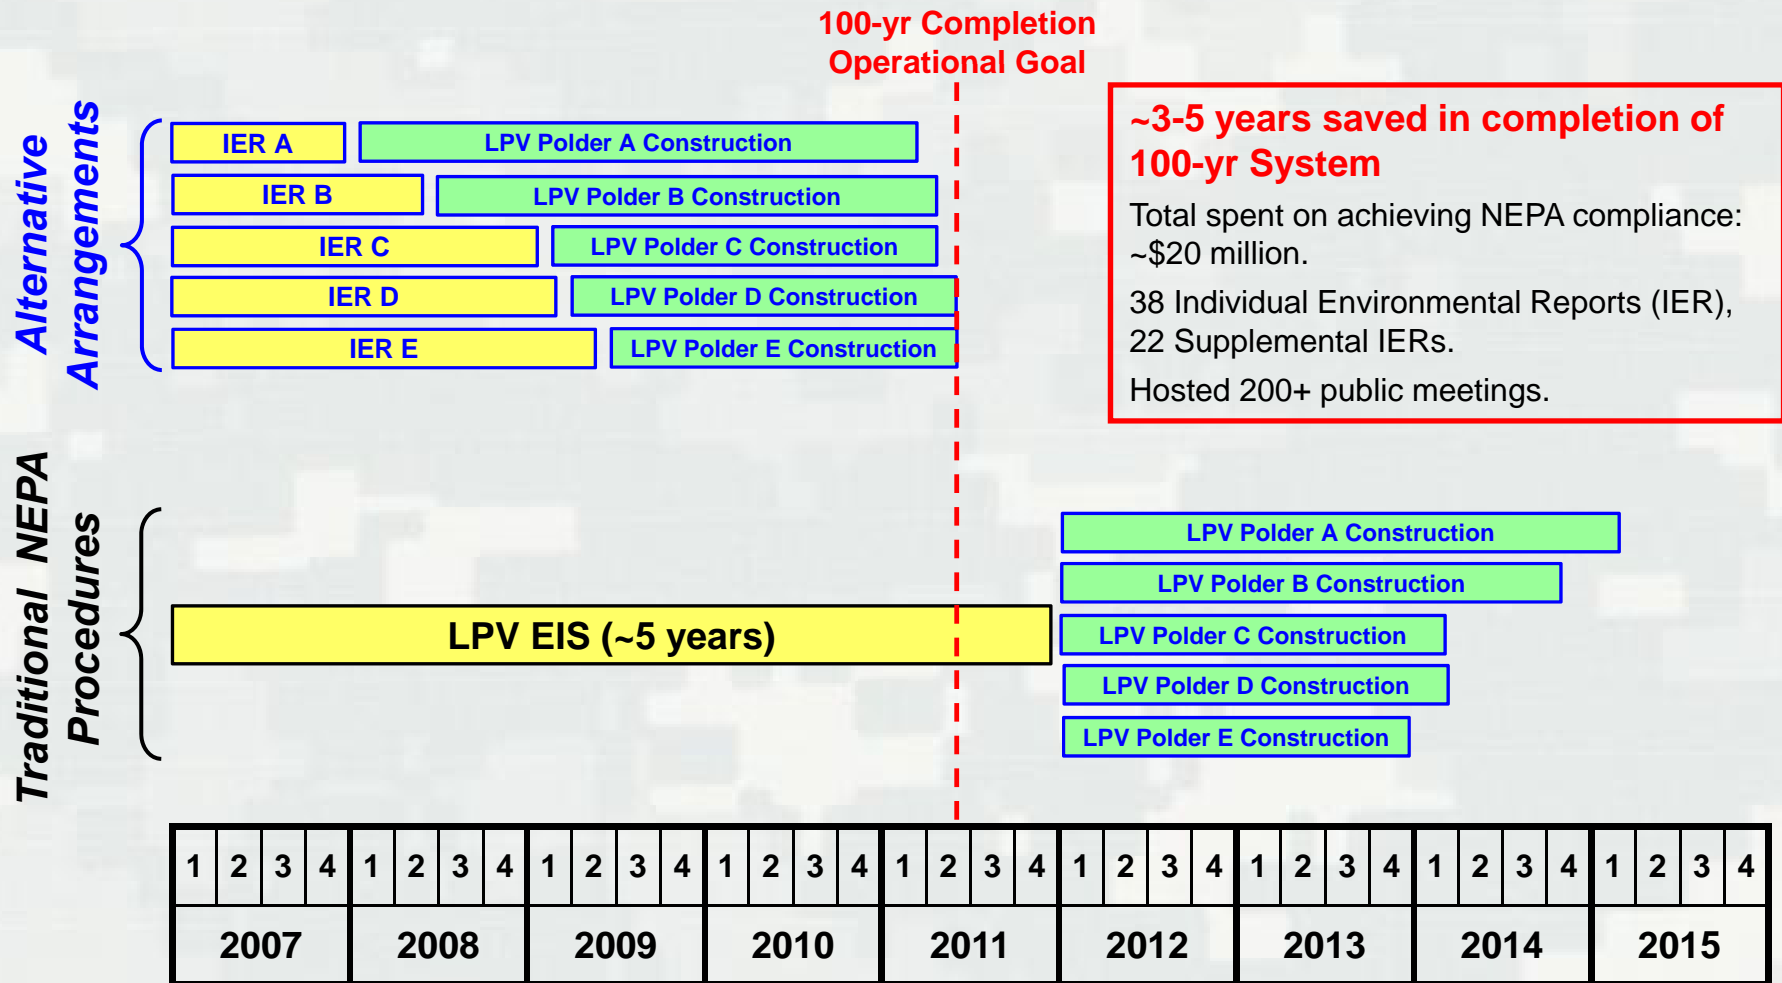 100-yr Completion
Operational Goal
Alternative
Arrangements
IER A
LPV Polder A Construction
IER B
LPV Polder B Construction
IER C
LPV Polder C Construction
IER D
LPV Polder D Construction
IER E
LPV Polder E Construction
~3-5 years saved in completion of
100-yr System
Total spent on achieving NEPA compliance:
~$20 million.
38 Individual Environmental Reports (IER),
22 Supplemental IERs.
Hosted 200+ public meetings.
Traditional NEPA
Procedures
LPV EIS (~5 years)
LPV Polder A Construction
LPV Polder B Construction
LPV Polder C Construction
LPV Polder D Construction
LPV Polder E Construction
1 2 3 4 1 2 3 4 1 2 3 4 1 2 3 4 1 2 3 4 1 2 3 4 1 2 3 4 1 2 3 4 1 2 3 4
2007 2008 2009 2010 2011 2012 2013 2014 2015